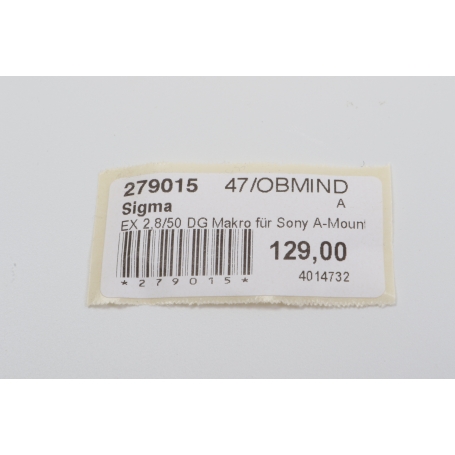 279015 47/OBMIND
Sigma A
EX 2,8/50 DG Makro für Sony A-Mount
129,00
*279015* 4014732